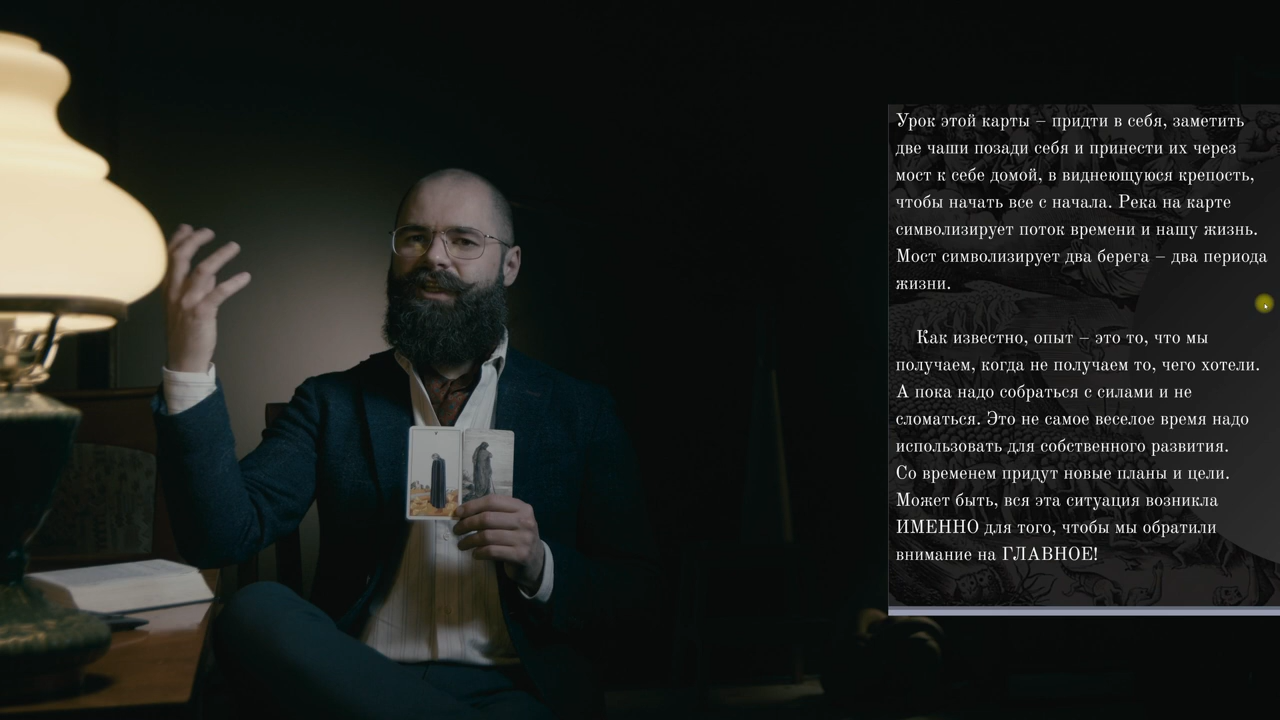 Урок этой карты – придти в себя, заметить
две чаши позади себя и принести их через
мост к себе домой, в виднеющуюся крепость,
чтобы начать все с начала. Река на карте
символизирует поток времени и нашу жизнь.
Мост символизирует два берега – два периода
жизни.
Как известно, опыт – это то, что мы
получаем, когда не получаем то, чего хотели.
А пока надо собраться с силами и не
сломаться. Это не самое веселое время надо
использовать для собственного развития.
Со временем придут новые планы и цели.
Может быть, вся эта ситуация возникла
ИМЕННО для того, чтобы мы обратили
внимание на ГЛАВНОЕ!